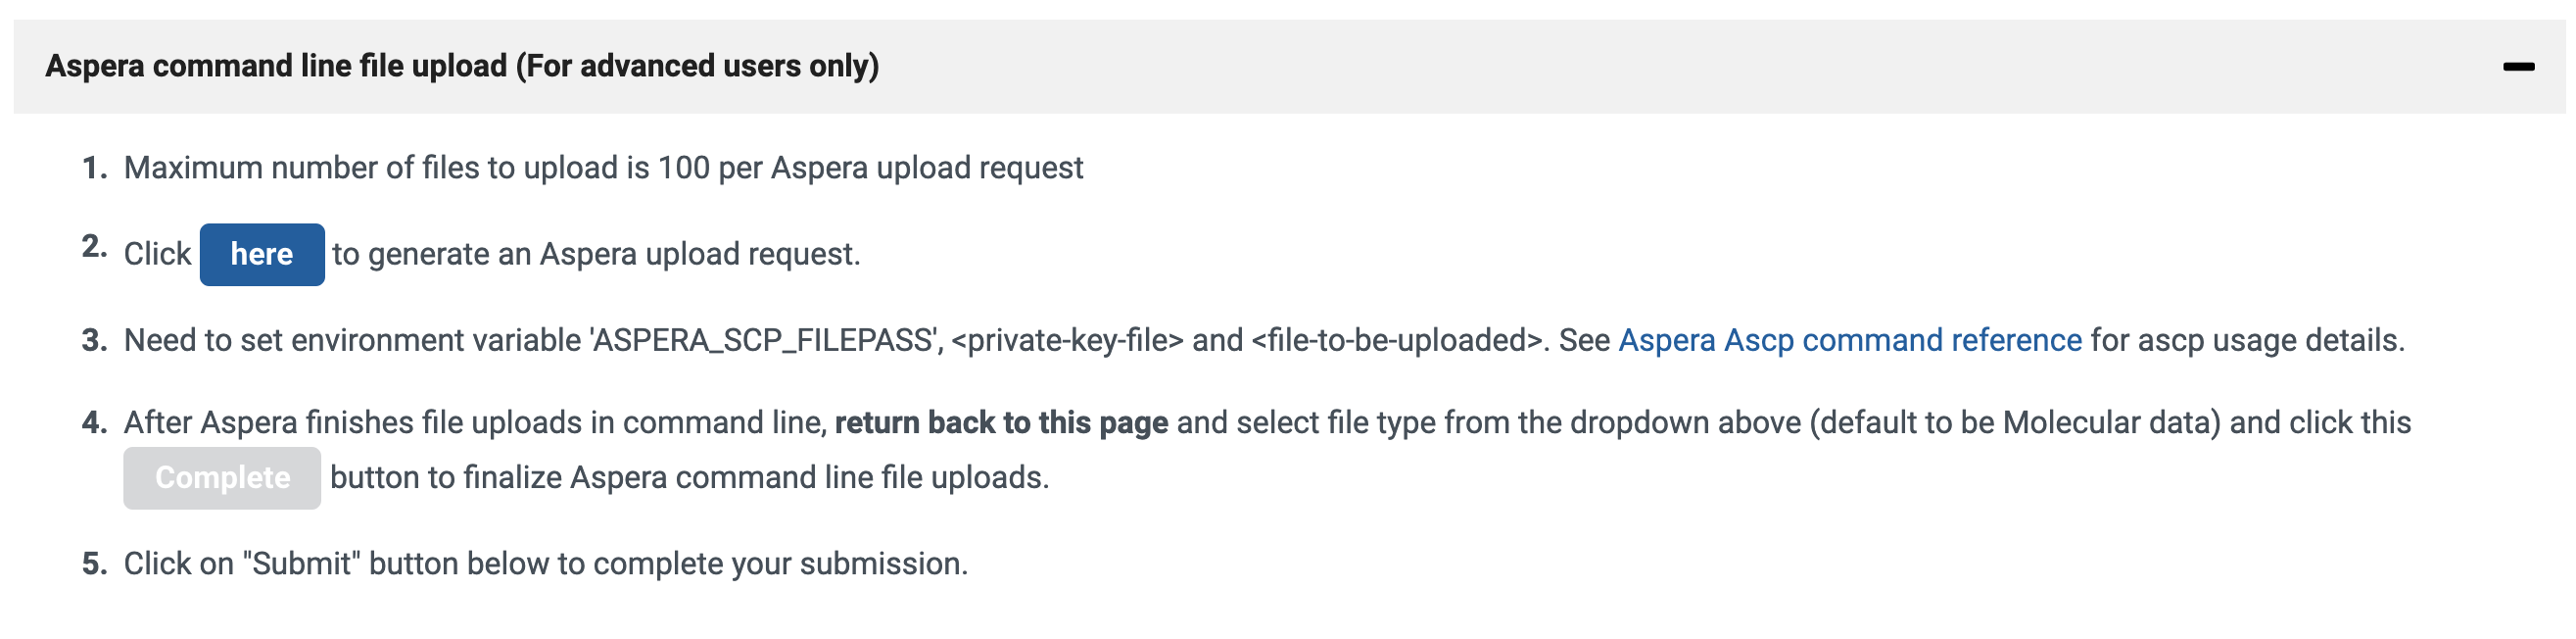 Aspera command line file upload (For advanced users only)
1. Maximum number of files to upload is 100 per Aspera upload request
2. Click here to generate an Aspera upload request.
3. Need to set environment variable 'ASPERA_SCP_FILEPASS', <private-key-file> and <file-to-be-uploaded>. See Aspera Ascp command reference for ascp usage details.
4. After Aspera finishes file uploads in command line, return back to this page and select file type from the dropdown above (default to be Molecular data) and click this
Complete button to finalize Aspera command line file uploads.
5. Click on "Submit" button below to complete your submission.